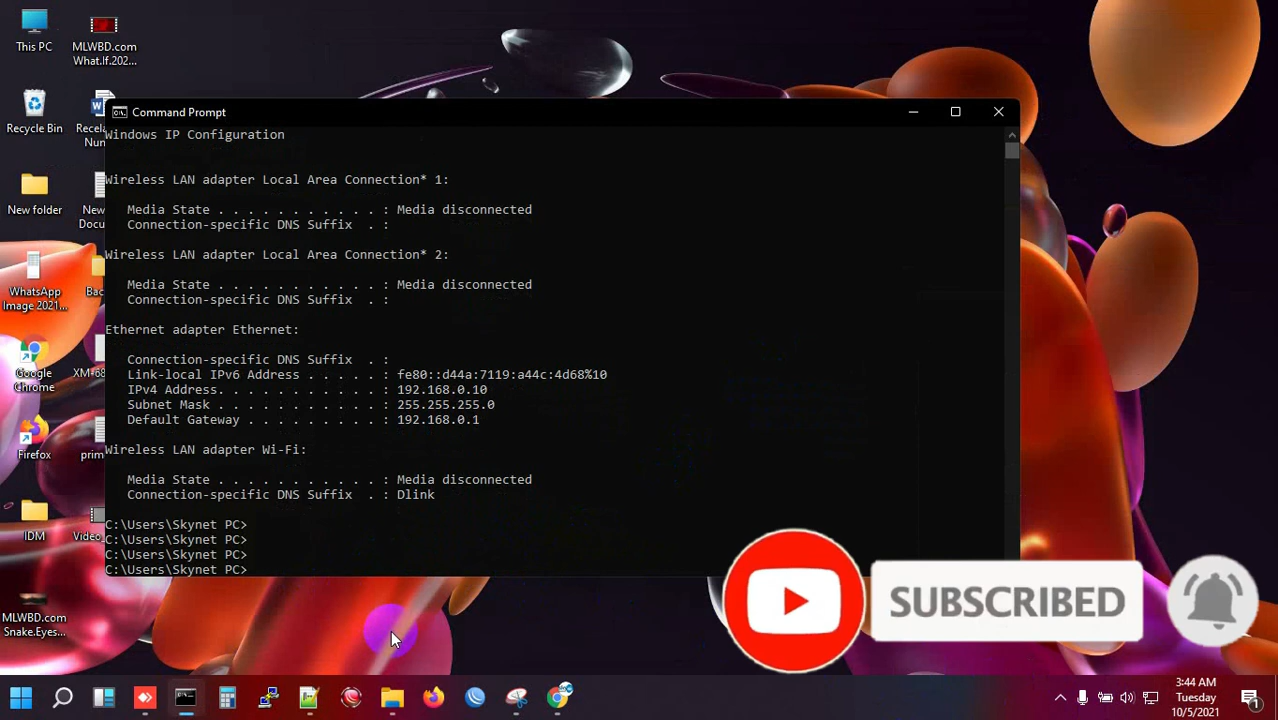 This PC
MLWBD.com
What.If.202...
Command Prompt
Recycle Bin
Recela
Num
Windows IP Configuration
Wireless LAN adapter Local Area Connection* 1:
Media State . . . . . . . . . . . : Media disconnected
Connection-specific DNS Suffix . :
New folder
New
Docu
Wireless LAN adapter Local Area Connection* 2:
Media State . . . . . . . . . . . : Media disconnected
Connection-specific DNS Suffix . :
WhatsApp
Image 2021...
Bac
Ethernet adapter Ethernet:
Connection-specific DNS Suffix . :
Link-local IPv6 Address . . . . . : fe80::d44a:7119:a44c:4d68%10
IPv4 Address. . . . . . . . . . . : 192.168.0.10
Subnet Mask . . . . . . . . . . . : 255.255.255.0
Default Gateway . . . . . . . . . : 192.168.0.1
Google
Chrome
XM-68
Wireless LAN adapter Wi-Fi:
Media State . . . . . . . . . . . : Media disconnected
Connection-specific DNS Suffix . : Dlink
Firefox
prim
C:\Users\Skynet PC>
C:\Users\Skynet PC>
C:\Users\Skynet PC>
C:\Users\Skynet PC>
IDM
Video_
MLWBD.com
Snake.Eyes...
SUBSCRIBED
3:44 AM
Tuesday
10/5/2021
1